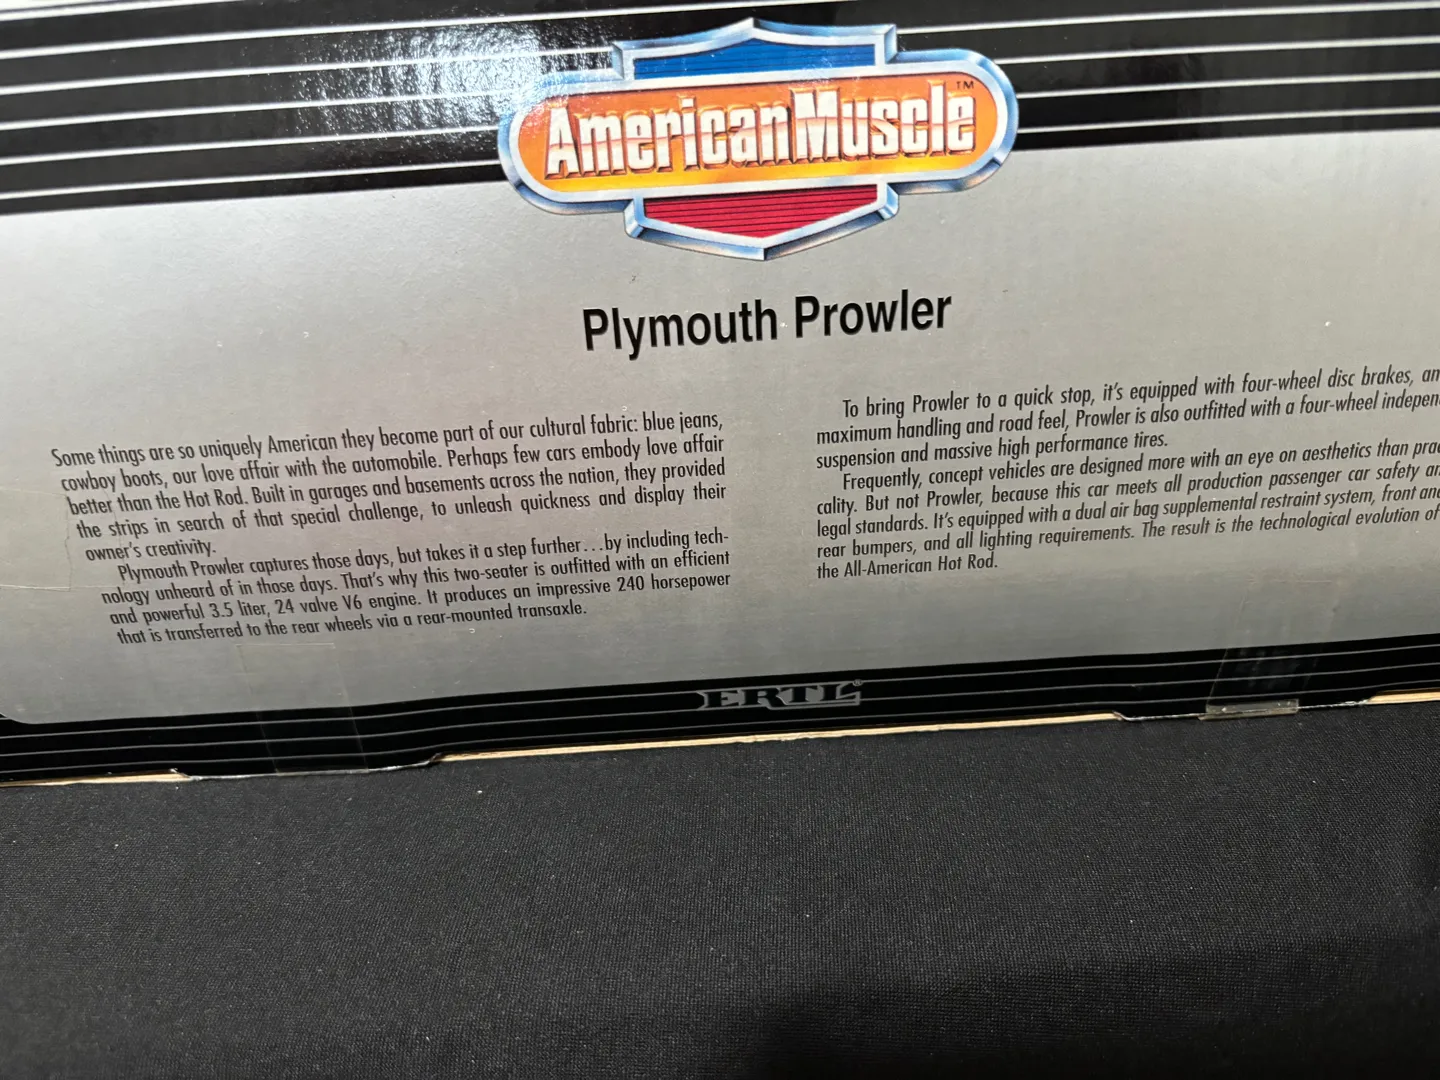 American Muscle™
Plymouth Prowler
Some things are so uniquely American they become part of our cultural fabric: blue jeans,
cowboy boots, our love affair with the automobile. Perhaps few cars embody love affair
better than the Hot Rod. Built in garages and basements across the nation, they provided
the strips in search of that special challenge, to unleash quickness and display their
owner's creativity.
Plymouth Prowler captures those days, but takes it a step further...by including tech-
nology unheard of in those days. That's why this two-seater is outfitted with an efficient
and powerful 3.5 liter, 24 valve V6 engine. It produces an impressive 240 horsepower
that is transferred to the rear wheels via a rear-mounted transaxle.
To bring Prowler to a quick stop, it's equipped with four-wheel disc brakes, an
maximum handling and road feel, Prowler is also outfitted with a four-wheel indepen
suspension and massive high performance tires.
Frequently, concept vehicles are designed more with an eye on aesthetics than prac
cality. But not Prowler, because this car meets all production passenger car safety an
legal standards. It's equipped with a dual air bag supplemental restraint system, front and
rear bumpers, and all lighting requirements. The result is the technological evolution of
the All-American Hot Rod.
ERTL®